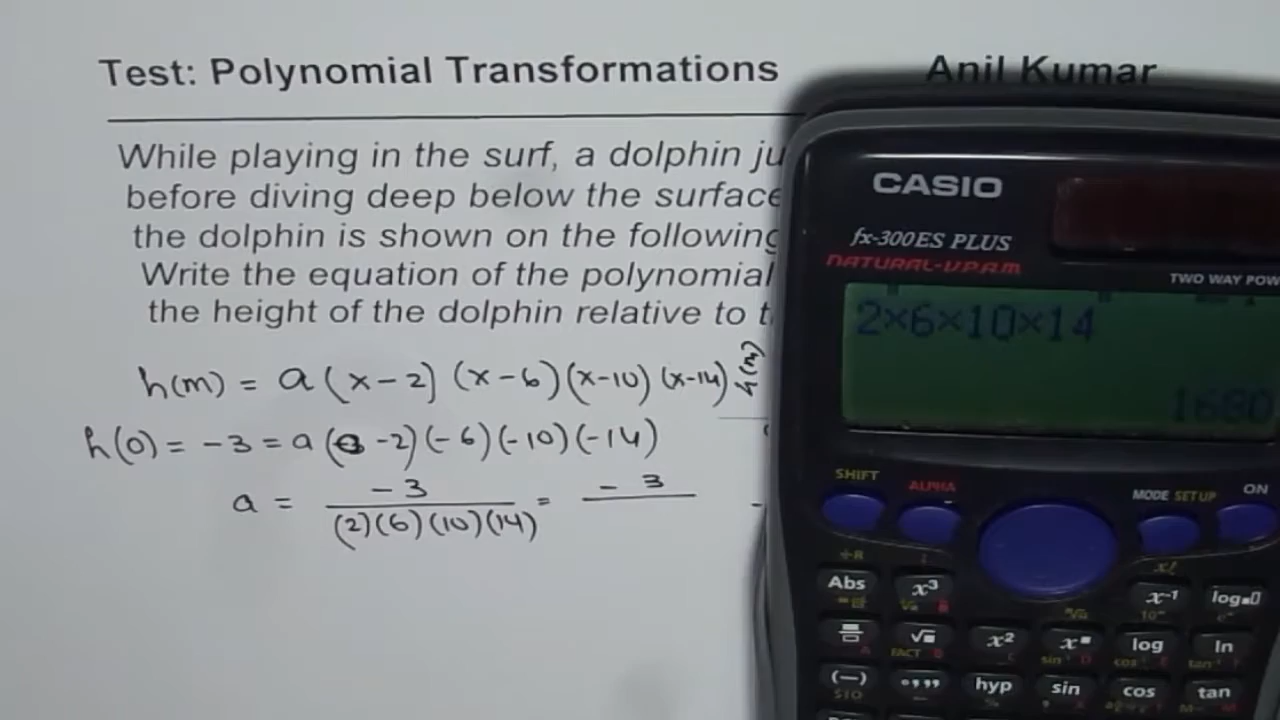 Test: Polynomial Transformations Anil Kumar
While playing in the surf, a dolphin ju
before diving deep below the surface
the dolphin is shown on the following
Write the equation of the polynomial
the height of the dolphin relative to t
h(m) = a(x-2)(x-6)(x-10)(x-14)
h(m)
h(0) = -3 = a(0-2)(-6)(-10)(-14)
a = -3/(2)(6)(10)(14) = -3
CASIO
fx-300ES PLUS
NATURAL-V.P.A.M.
TWO WAY POW
2×6×10×14
1680
SHIFT ALPHA MODE SETUP ON
Abs x³ x⁻¹ log
√ x² x log ln
(−) hyp sin cos tan
STO